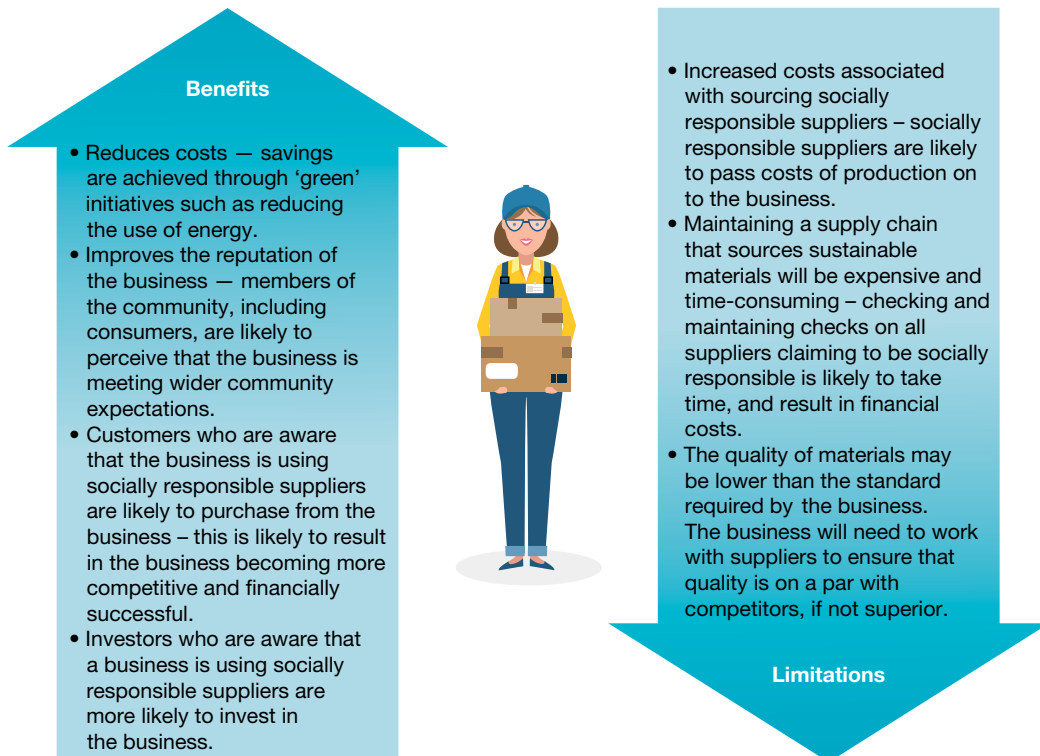 Benefits
• Reduces costs — savings
are achieved through ‘green’
initiatives such as reducing
the use of energy.
• Improves the reputation of
the business — members of
the community, including
consumers, are likely to
perceive that the business is
meeting wider community
expectations.
• Customers who are aware
that the business is using
socially responsible suppliers
are likely to purchase from the
business – this is likely to result
in the business becoming more
competitive and financially
successful.
• Investors who are aware that
a business is using socially
responsible suppliers are
more likely to invest in
the business.
• Increased costs associated
with sourcing socially
responsible suppliers – socially
responsible suppliers are likely
to pass costs of production on
to the business.
• Maintaining a supply chain
that sources sustainable
materials will be expensive and
time-consuming – checking and
maintaining checks on all
suppliers claiming to be socially
responsible is likely to take
time, and result in financial
costs.
• The quality of materials may
be lower than the standard
required by the business.
The business will need to work
with suppliers to ensure that
quality is on a par with
competitors, if not superior.
Limitations